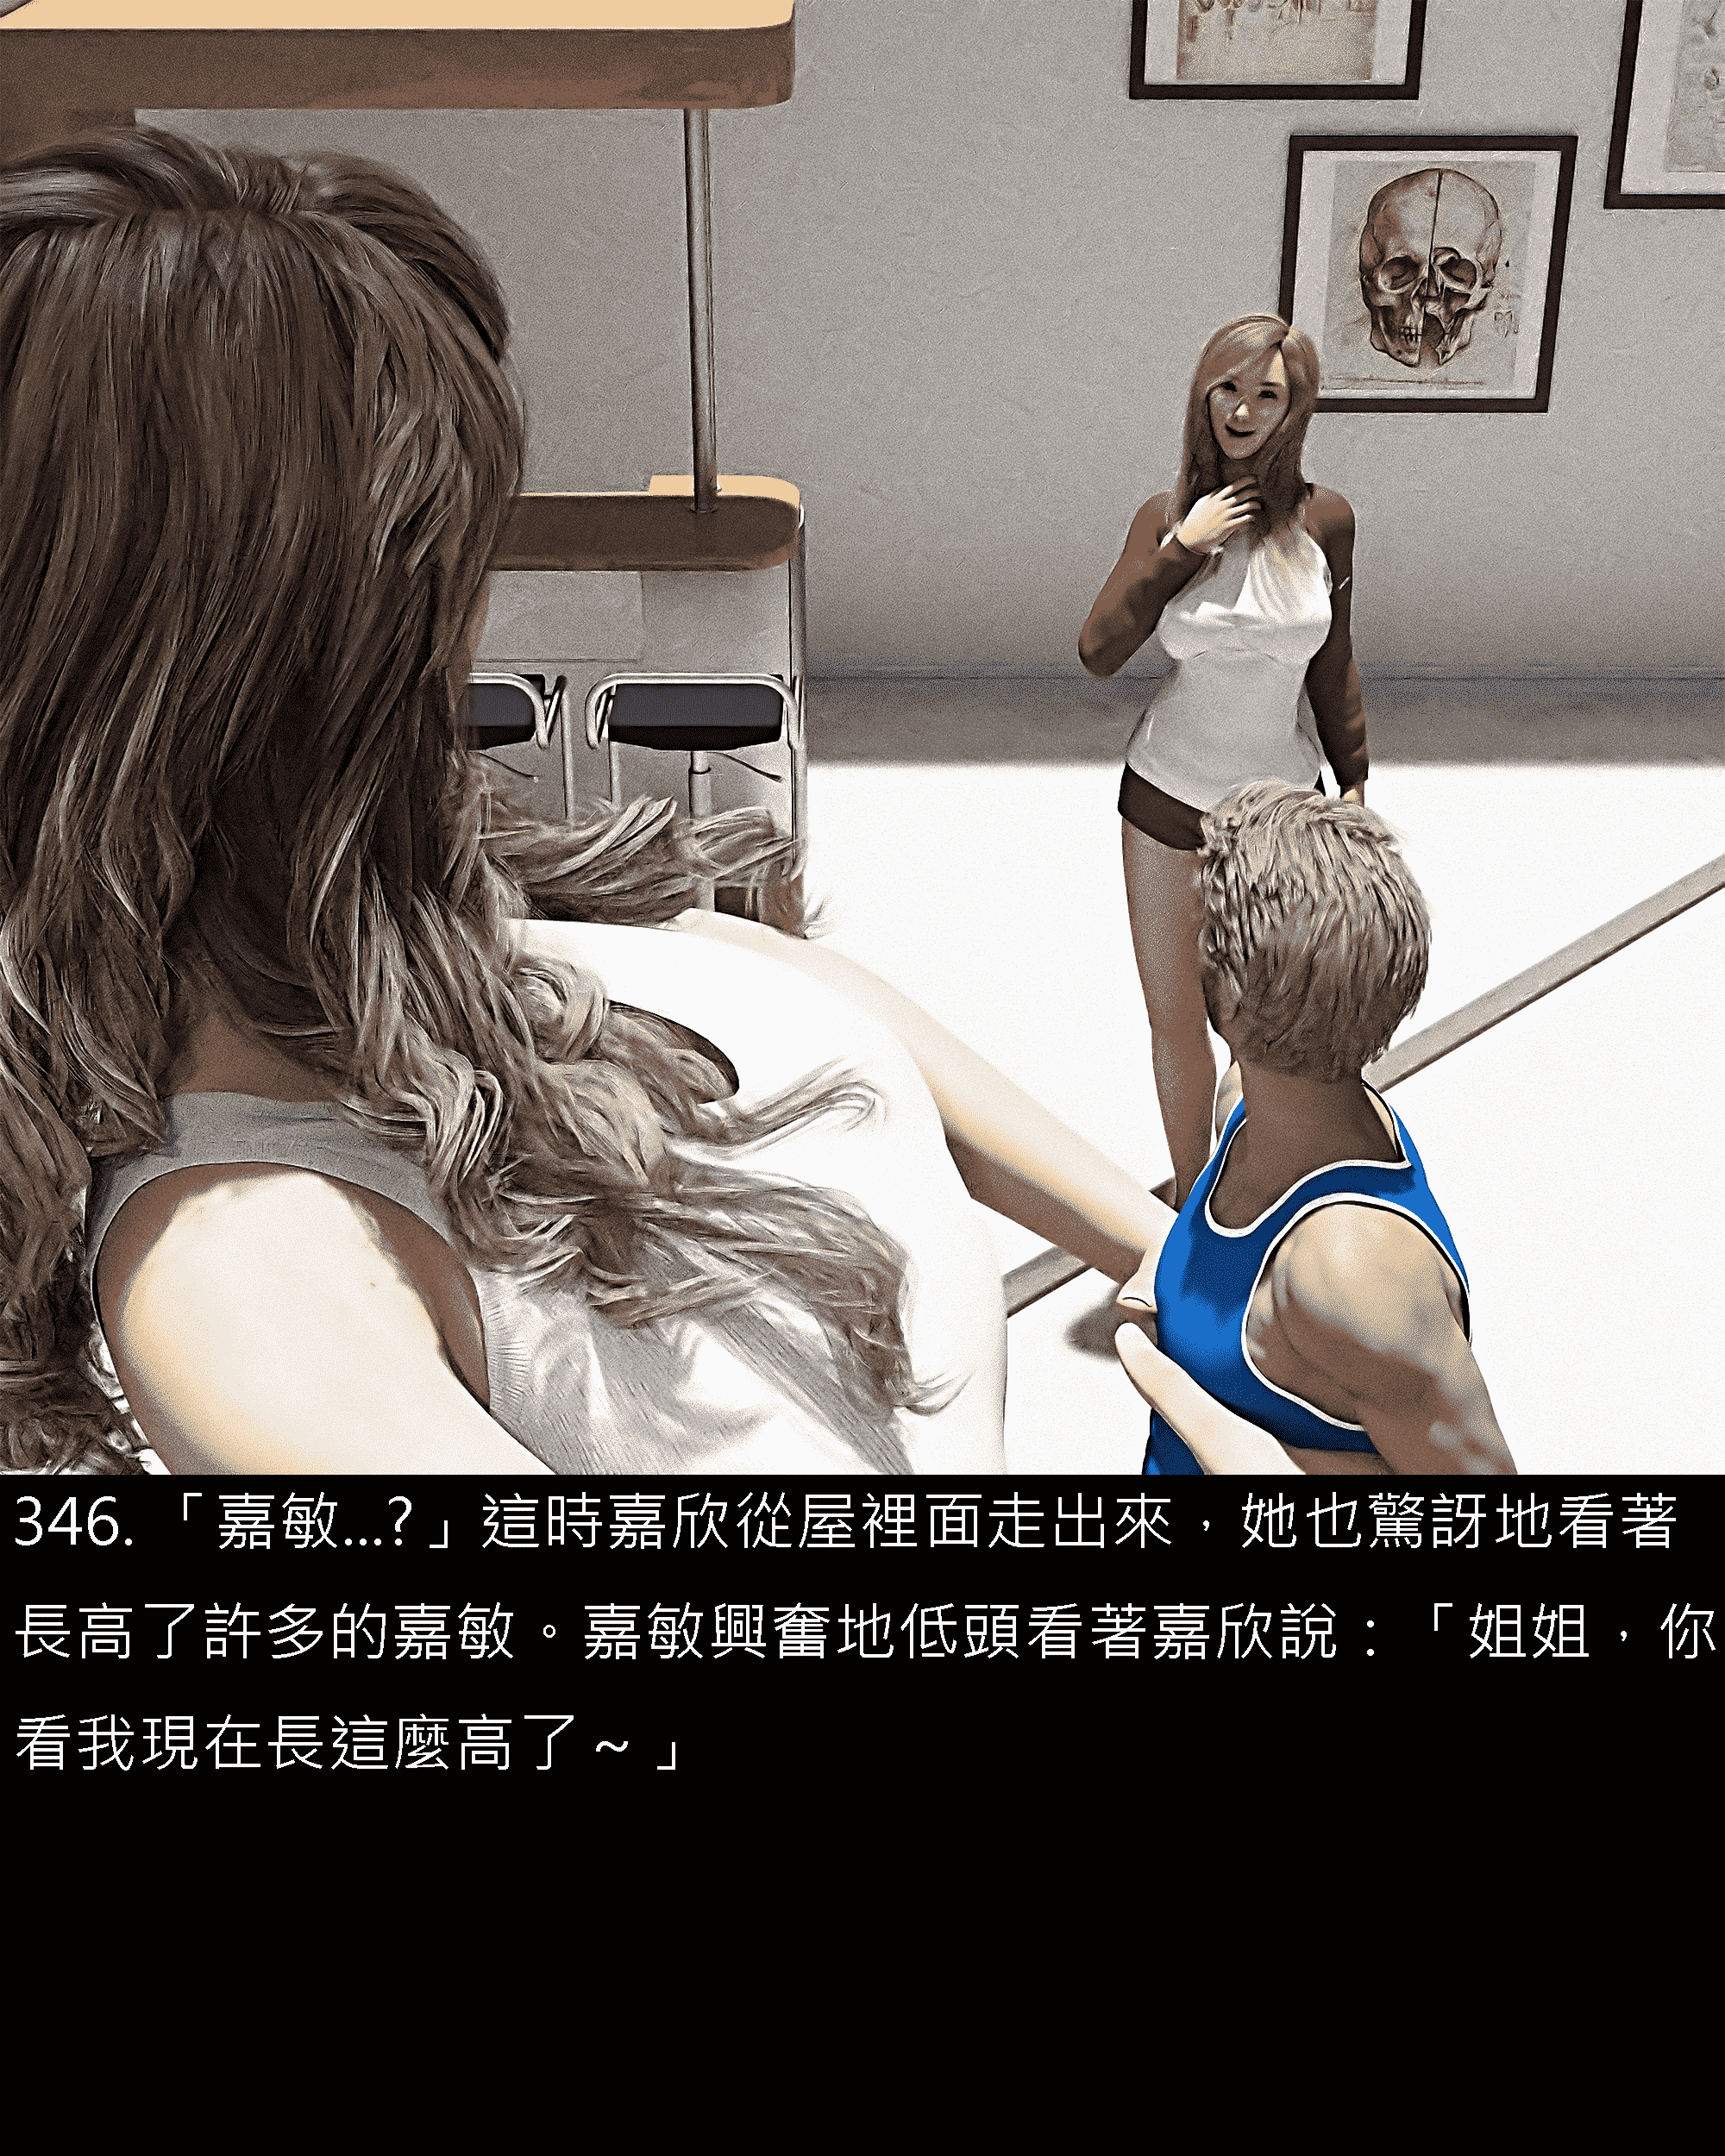 346. 「嘉敏...?」這時嘉欣從屋裡面走出來，她也驚訝地看著
長高了許多的嘉敏。嘉敏興奮地低頭看著嘉欣說：「姐姐，你
看我現在長這麼高了~」